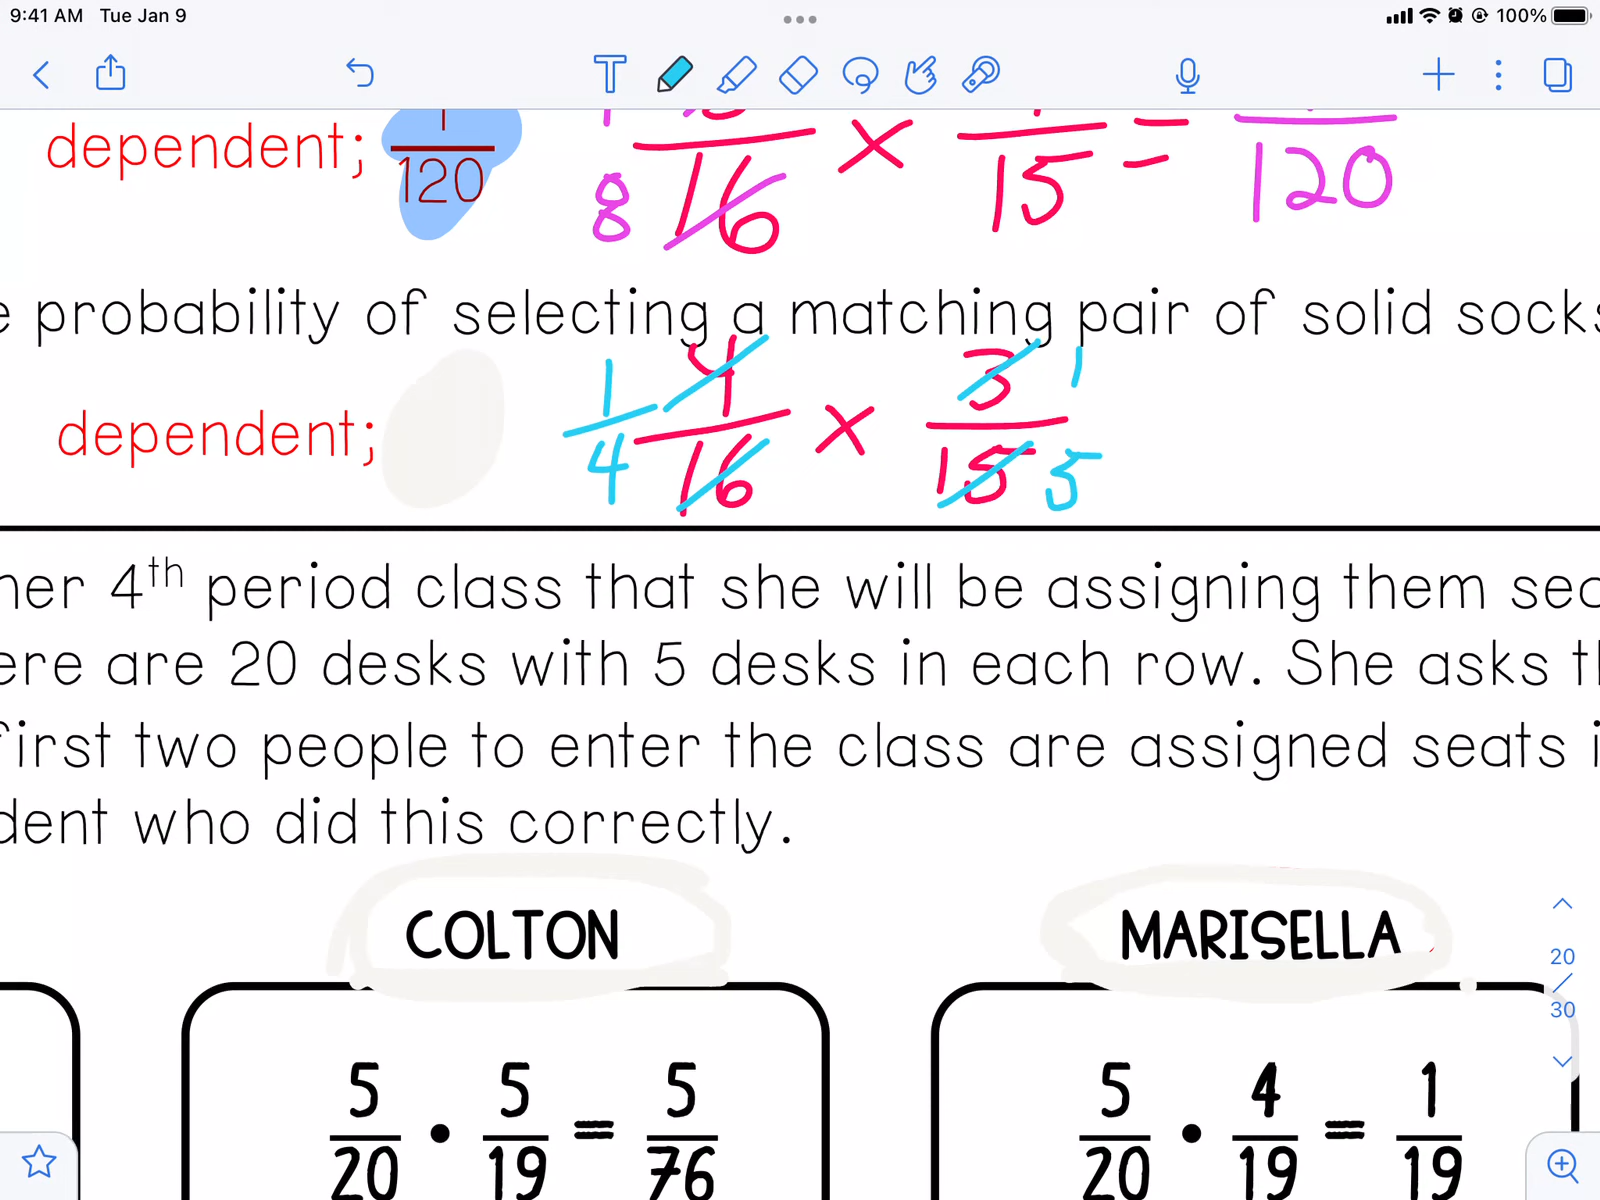 9:41 AM Tue Jan 9 100%
T
dependent; 1/120 1 8 16 × 1/15 = 120
probability of selecting a matching pair of solid socks
dependent; 1/4 4/16 × 3/15 1 5
her 4th period class that she will be assigning them
ere are 20 desks with 5 desks in each row. She asks
first two people to enter the class are assigned seats
dent who did this correctly.
COLTON MARISELLA
5/20 • 5/19 = 5/76 5/20 • 4/19 = 1/19
20
30